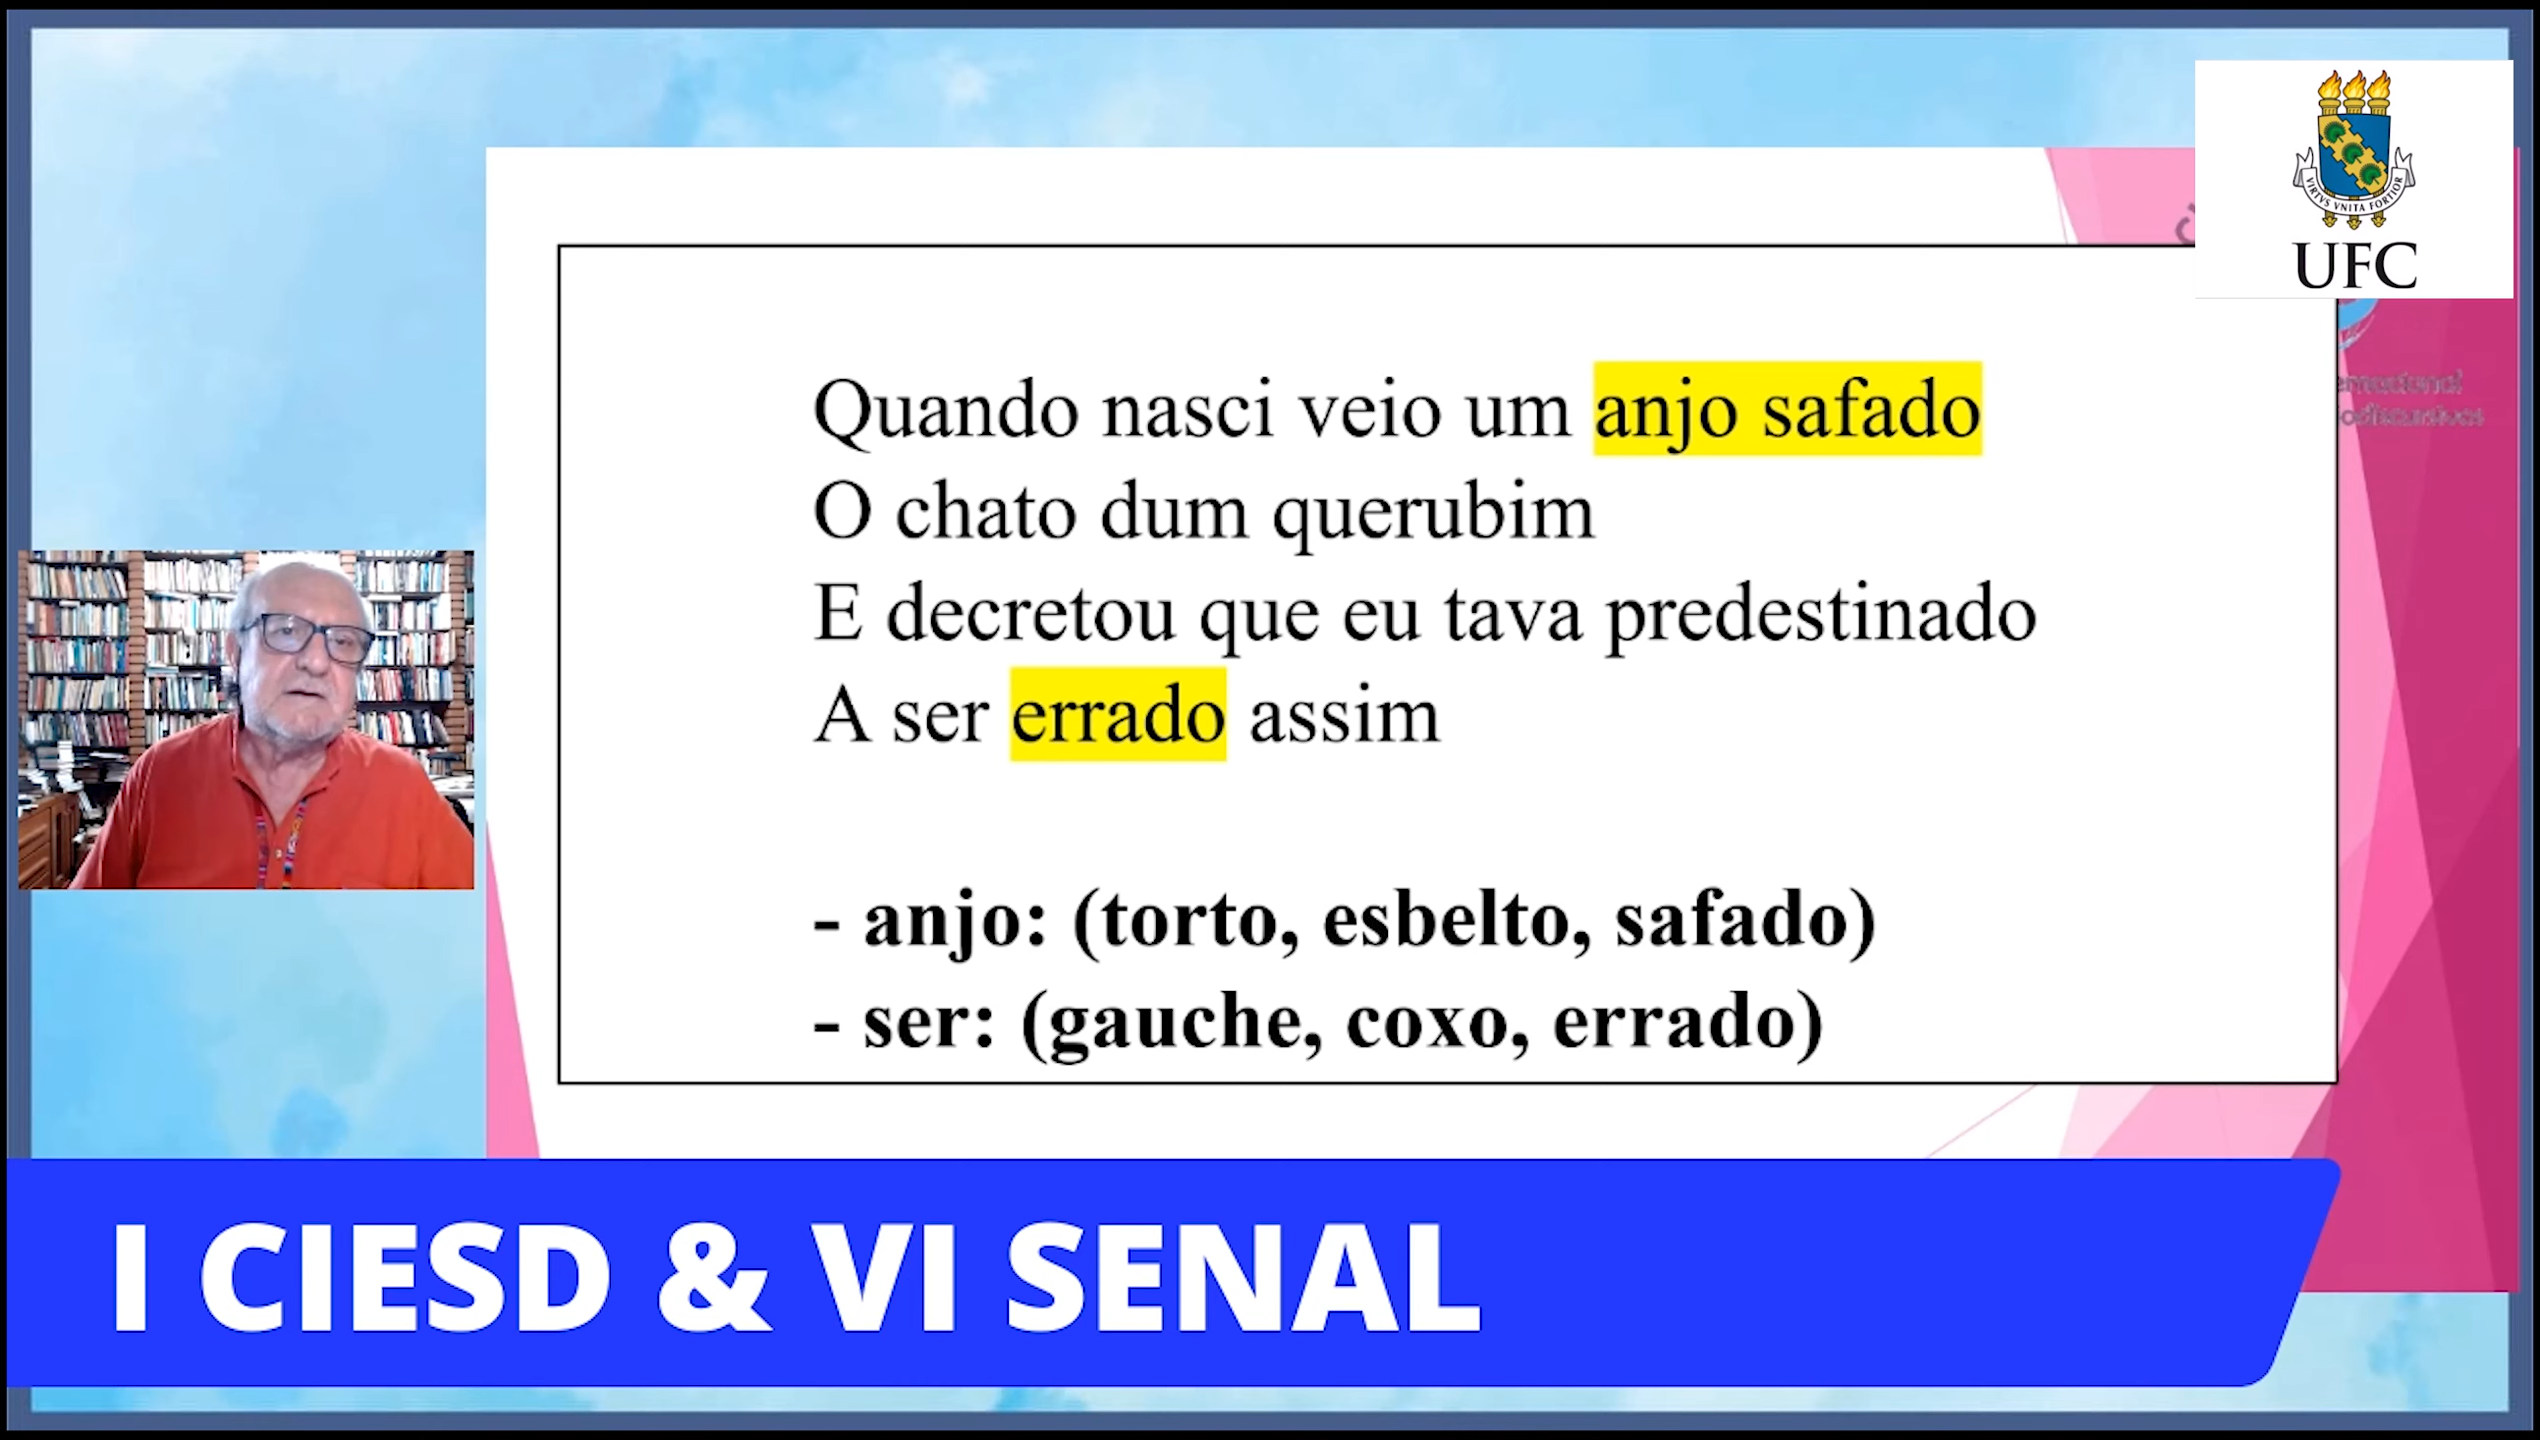 VIRTVS VNITA FORTIOR
UFC
Quando nasci veio um anjo safado
O chato dum querubim
E decretou que eu tava predestinado
A ser errado assim
- anjo: (torto, esbelto, safado)
- ser: (gauche, coxo, errado)
I CIESD & VI SENAL